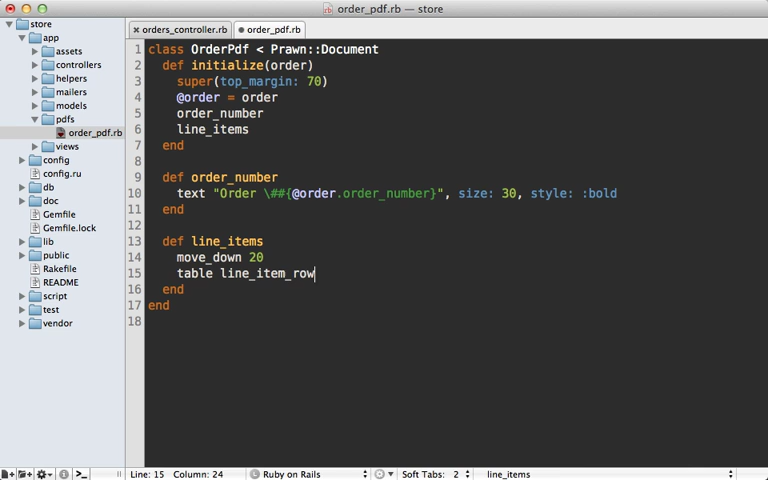 order_pdf.rb — store
store
app
assets
controllers
helpers
mailers
models
pdfs
order_pdf.rb
views
config
config.ru
db
doc
Gemfile
Gemfile.lock
lib
public
Rakefile
README
script
test
vendor
orders_controller.rb
order_pdf.rb
1 class OrderPdf < Prawn::Document
2   def initialize(order)
3     super(top_margin: 70)
4     @order = order
5     order_number
6     line_items
7   end
8
9   def order_number
10     text "Order \##{@order.order_number}", size: 30, style: :bold
11   end
12
13   def line_items
14     move_down 20
15     table line_item_row
16   end
17 end
18
Line: 15 Column: 24 Ruby on Rails Soft Tabs: 2 line_items